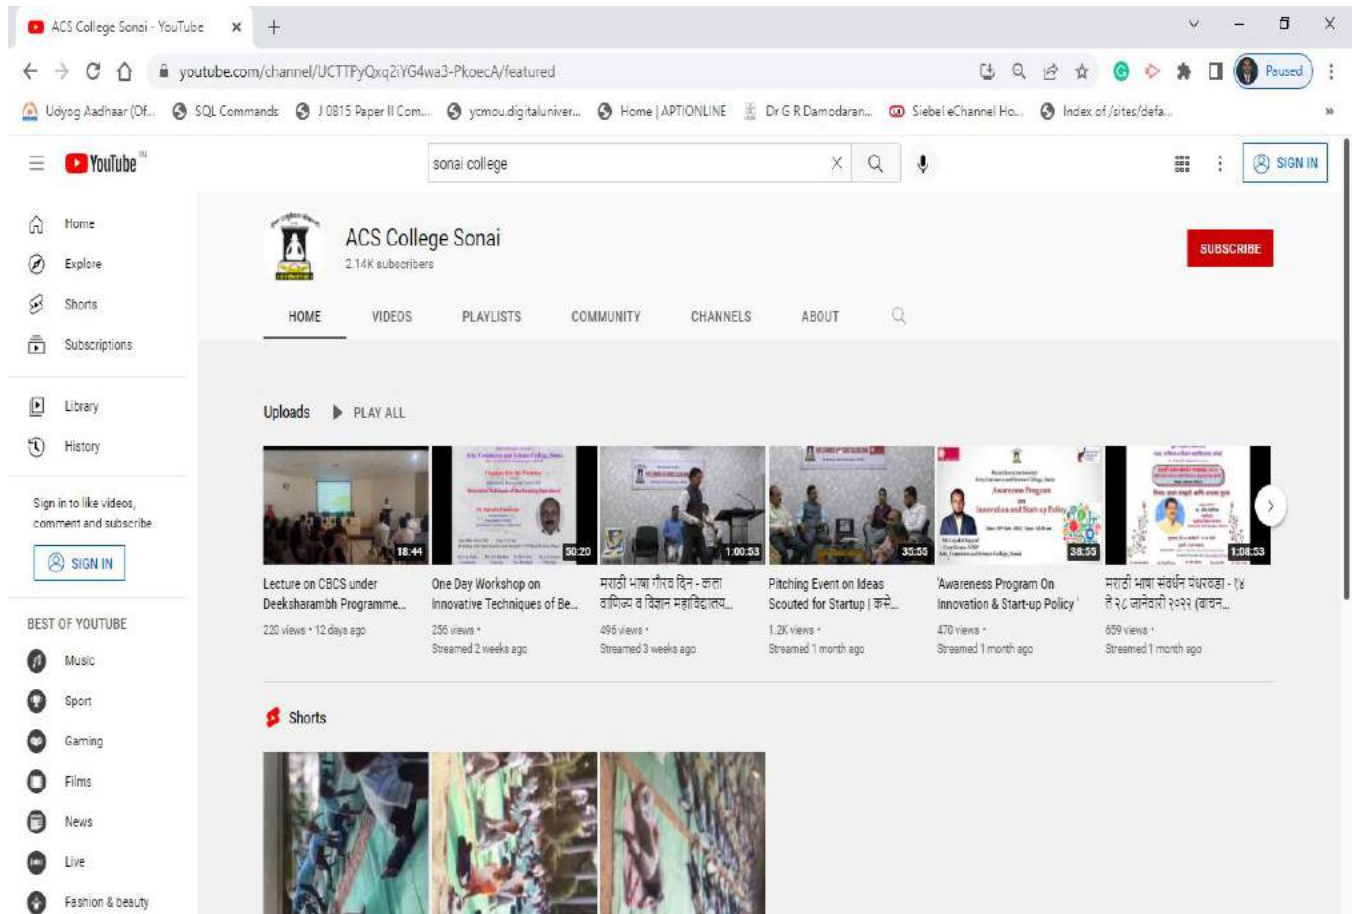 ACS College Sonai - YouTube
youtube.com/channel/UCTTPyQxq2iYG4wa3-PkoecA/featured
Paused
Udyog Aadhaar (Of...
SQL Commands
J 0815 Paper II Com...
ycmou.digitaluniver...
Home | APTIONLINE
Dr G R Damodaran...
Siebel eChannel Ho...
Index of /sites/defa...
YouTube IN
sonai college
SIGN IN
Home
Explore
Shorts
Subscriptions
Library
History
Sign in to like videos,
comment and subscribe.
SIGN IN
BEST OF YOUTUBE
Music
Sport
Gaming
Films
News
Live
Fashion & beauty
ACS College Sonai
2.14K subscribers
SUBSCRIBE
HOME VIDEOS PLAYLISTS COMMUNITY CHANNELS ABOUT
Uploads PLAY ALL
18:44
Lecture on CBCS under
Deeksharambh Programme...
220 views • 12 days ago
50:20
One Day Workshop on
Innovative Techniques of Be...
256 views •
Streamed 2 weeks ago
1:00:53
मराठी भाषा गौरव दिन - कला
वाणिज्य व विज्ञान महाविद्यालय...
496 views •
Streamed 3 weeks ago
35:55
Pitching Event on Ideas
Scouted for Startup | कसे...
1.2K views •
Streamed 1 month ago
Awareness Program
on
Innovation and Start-up Policy
38:55
'Awareness Program On
Innovation & Start-up Policy '
470 views •
Streamed 1 month ago
1:08:53
मराठी भाषा संवर्धन पंधरवडा - १४
ते २८ जानेवारी २०२२ (वाचन...
659 views •
Streamed 1 month ago
Shorts